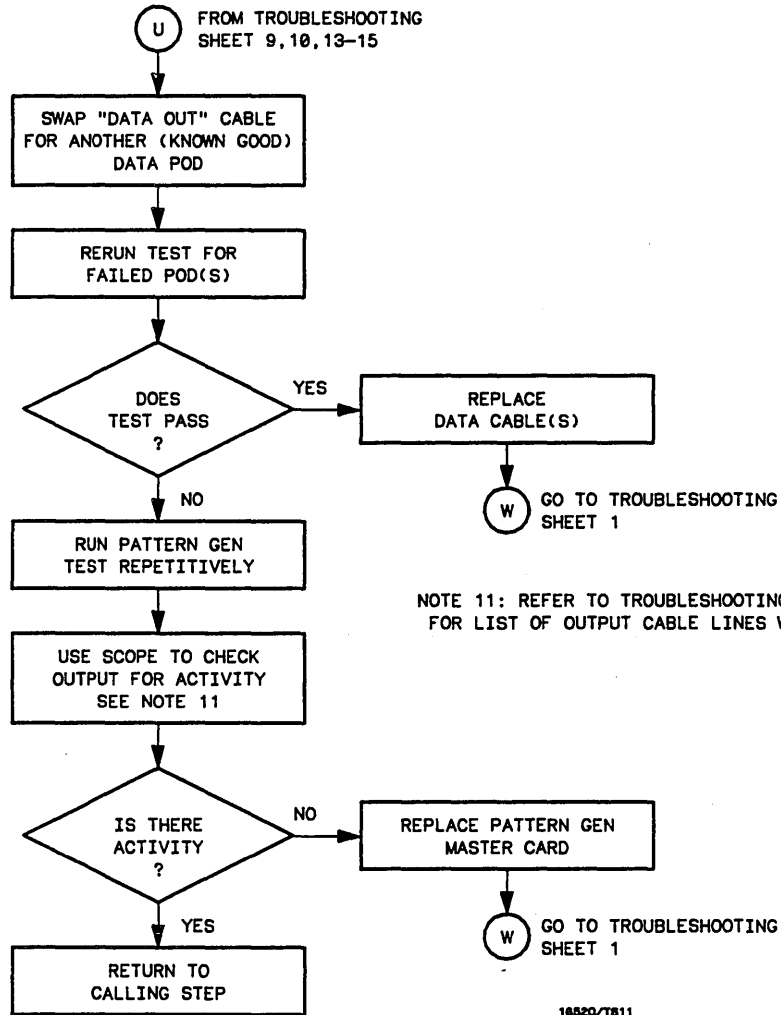 U
FROM TROUBLESHOOTING
SHEET 9,10,13-15
SWAP "DATA OUT" CABLE
FOR ANOTHER (KNOWN GOOD)
DATA POD
RERUN TEST FOR
FAILED POD(S)
DOES
TEST PASS
?
YES
REPLACE
DATA CABLE(S)
W
GO TO TROUBLESHOOTING
SHEET 1
NO
RUN PATTERN GEN
TEST REPETITIVELY
NOTE 11: REFER TO TROUBLESHOOTING
FOR LIST OF OUTPUT CABLE LINES
USE SCOPE TO CHECK
OUTPUT FOR ACTIVITY
SEE NOTE 11
IS THERE
ACTIVITY
?
NO
REPLACE PATTERN GEN
MASTER CARD
W
GO TO TROUBLESHOOTING
SHEET 1
YES
RETURN TO
CALLING STEP
16520/TS11